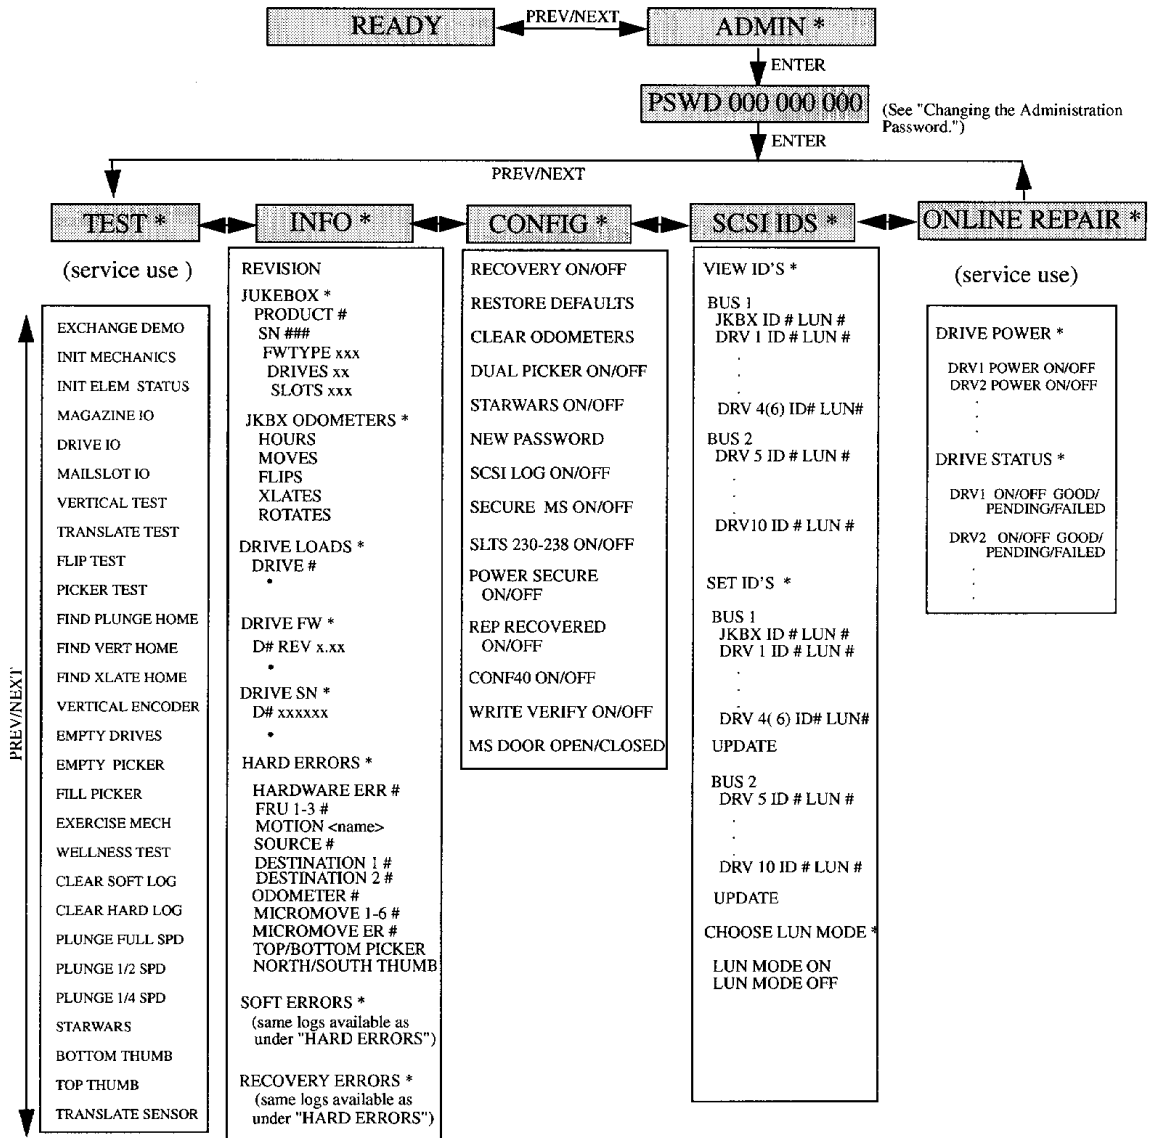 READY
PREV/NEXT
ADMIN *
ENTER
PSWD 000 000 000
(See "Changing the Administration
Password.")
ENTER
PREV/NEXT
TEST *
INFO *
CONFIG *
SCSI IDS *
ONLINE REPAIR *
(service use )
PREV/NEXT
EXCHANGE DEMO
INIT MECHANICS
INIT ELEM STATUS
MAGAZINE IO
DRIVE IO
MAILSLOT IO
VERTICAL TEST
TRANSLATE TEST
FLIP TEST
PICKER TEST
FIND PLUNGE HOME
FIND VERT HOME
FIND XLATE HOME
VERTICAL ENCODER
EMPTY DRIVES
EMPTY PICKER
FILL PICKER
EXERCISE MECH
WELLNESS TEST
CLEAR SOFT LOG
CLEAR HARD LOG
PLUNGE FULL SPD
PLUNGE 1/2 SPD
PLUNGE 1/4 SPD
STARWARS
BOTTOM THUMB
TOP THUMB
TRANSLATE SENSOR
REVISION
JUKEBOX *
PRODUCT #
SN ###
FWTYPE xxx
DRIVES xx
SLOTS xxx
JKBX ODOMETERS *
HOURS
MOVES
FLIPS
XLATES
ROTATES
DRIVE LOADS *
DRIVE #
DRIVE FW *
D# REV x.xx
DRIVE SN *
D# xxxxxx
HARD ERRORS *
HARDWARE ERR #
FRU 1-3 #
MOTION <name>
SOURCE #
DESTINATION 1 #
DESTINATION 2 #
ODOMETER #
MICROMOVE 1-6 #
MICROMOVE ER #
TOP/BOTTOM PICKER
NORTH/SOUTH THUMB
SOFT ERRORS *
(same logs available as
under "HARD ERRORS")
RECOVERY ERRORS *
(same logs available as
under "HARD ERRORS")
RECOVERY ON/OFF
RESTORE DEFAULTS
CLEAR ODOMETERS
DUAL PICKER ON/OFF
STARWARS ON/OFF
NEW PASSWORD
SCSI LOG ON/OFF
SECURE MS ON/OFF
SLTS 230-238 ON/OFF
POWER SECURE
ON/OFF
REP RECOVERED
ON/OFF
CONF40 ON/OFF
WRITE VERIFY ON/OFF
MS DOOR OPEN/CLOSED
VIEW ID'S *
BUS 1
JKBX ID # LUN #
DRV 1 ID # LUN #
DRV 4(6) ID# LUN#
BUS 2
DRV 5 ID # LUN #
DRV10 ID # LUN #
SET ID'S *
BUS 1
JKBX ID # LUN #
DRV 1 ID # LUN #
DRV 4( 6) ID# LUN#
UPDATE
BUS 2
DRV 5 ID # LUN #
DRV 10 ID # LUN #
UPDATE
CHOOSE LUN MODE *
LUN MODE ON
LUN MODE OFF
(service use)
DRIVE POWER *
DRV1 POWER ON/OFF
DRV2 POWER ON/OFF
DRIVE STATUS *
DRV1 ON/OFF GOOD/
PENDING/FAILED
DRV2 ON/OFF GOOD/
PENDING/FAILED